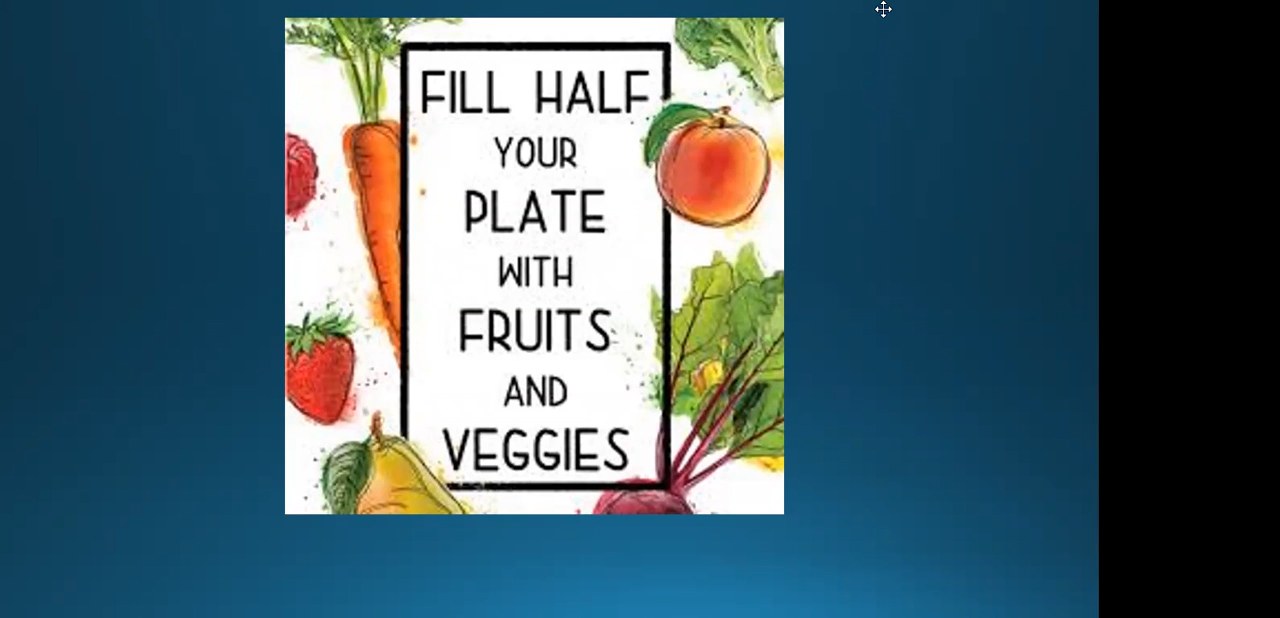 FILL HALF
YOUR
PLATE
WITH
FRUITS
AND
VEGGIES